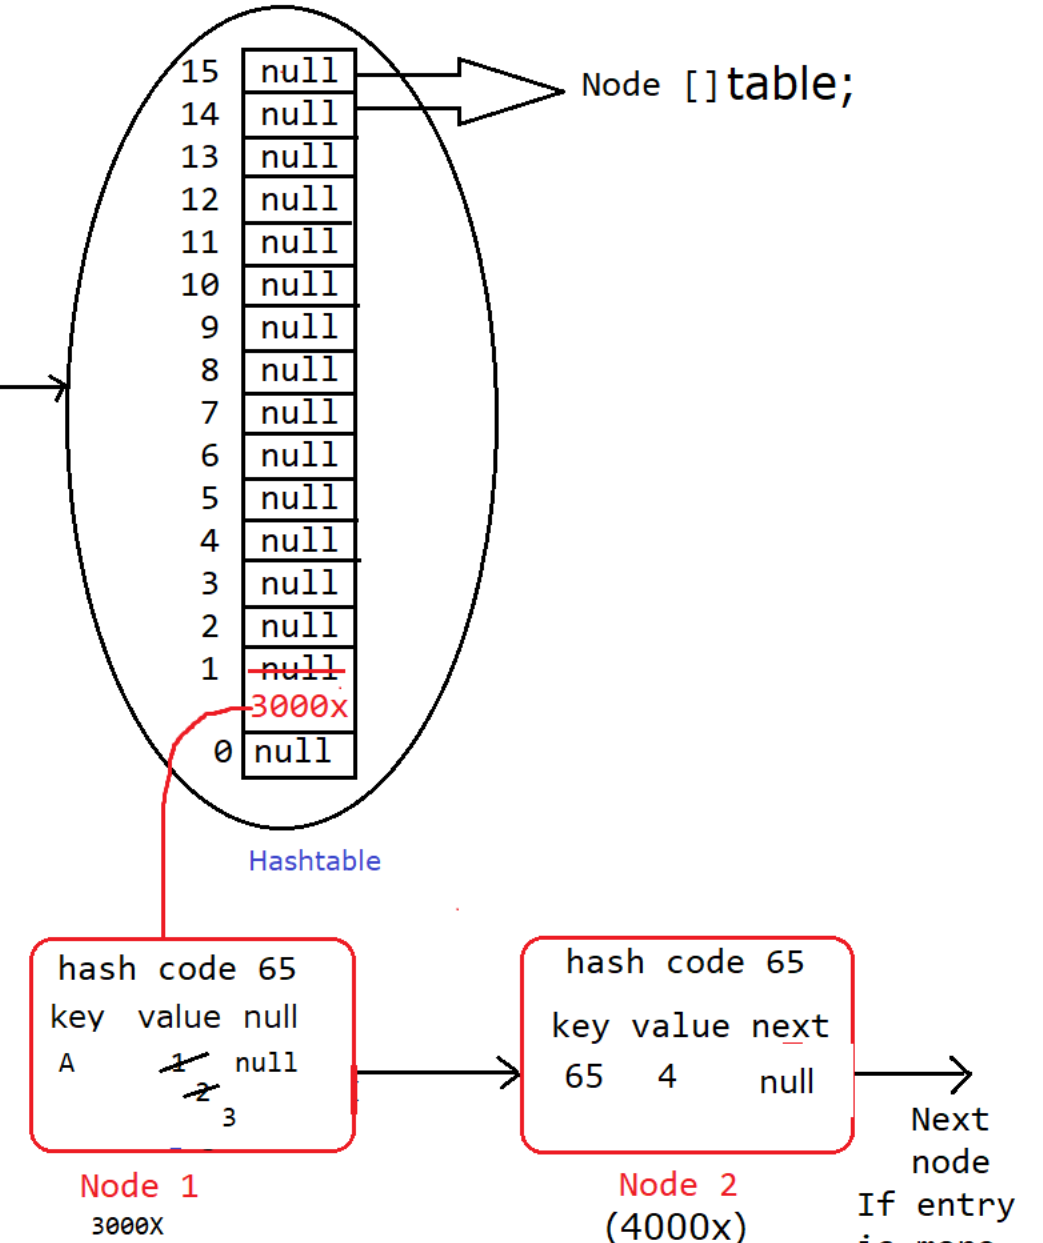 15 null
Node [] table;
14 null
13 null
12 null
11 null
10 null
9 null
8 null
7 null
6 null
5 null
4 null
3 null
2 null
1 null
3000x
0 null
Hashtable
hash code 65
key value null
A 1 null
2
3
Node 1
3000X
hash code 65
key value next
65 4 null
Node 2
(4000x)
Next
node
If entry